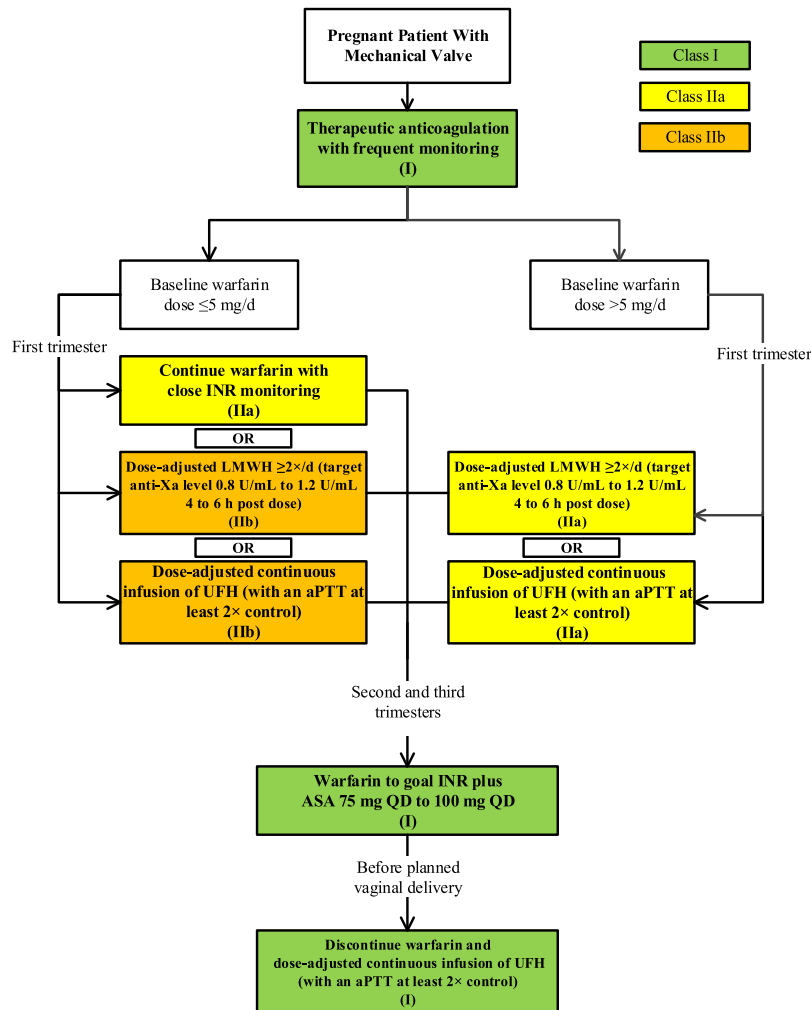 Pregnant Patient With
Mechanical Valve
Class I
Class IIa
Class IIb
Therapeutic anticoagulation
with frequent monitoring
(I)
Baseline warfarin
dose ≤5 mg/d
Baseline warfarin
dose >5 mg/d
First trimester
First trimester
Continue warfarin with
close INR monitoring
(IIa)
OR
Dose-adjusted LMWH ≥2×/d (target
anti-Xa level 0.8 U/mL to 1.2 U/mL
4 to 6 h post dose)
(IIb)
Dose-adjusted LMWH ≥2×/d (target
anti-Xa level 0.8 U/mL to 1.2 U/mL
4 to 6 h post dose)
(IIa)
OR
OR
Dose-adjusted continuous
infusion of UFH (with an aPTT at
least 2× control)
(IIb)
Dose-adjusted continuous
infusion of UFH (with an aPTT at
least 2× control)
(IIa)
Second and third
trimesters
Warfarin to goal INR plus
ASA 75 mg QD to 100 mg QD
(I)
Before planned
vaginal delivery
Discontinue warfarin and
dose-adjusted continuous infusion of UFH
(with an aPTT at least 2× control)
(I)